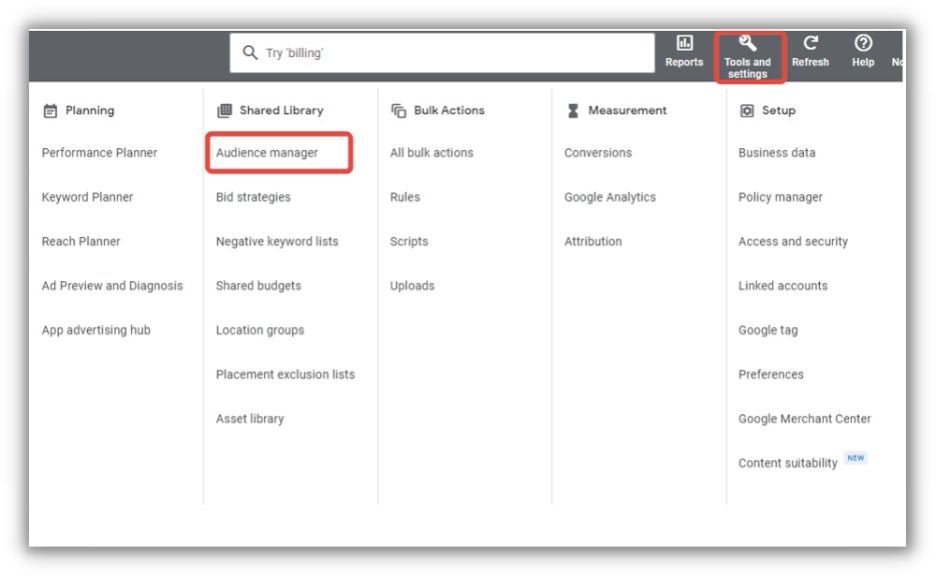 Try 'billing'
Reports
Tools and
settings
Refresh
Help
Planning
Performance Planner
Keyword Planner
Reach Planner
Ad Preview and Diagnosis
App advertising hub
Shared Library
Audience manager
Bid strategies
Negative keyword lists
Shared budgets
Location groups
Placement exclusion lists
Asset library
Bulk Actions
All bulk actions
Rules
Scripts
Uploads
Measurement
Conversions
Google Analytics
Attribution
Setup
Business data
Policy manager
Access and security
Linked accounts
Google tag
Preferences
Google Merchant Center
Content suitability NEW